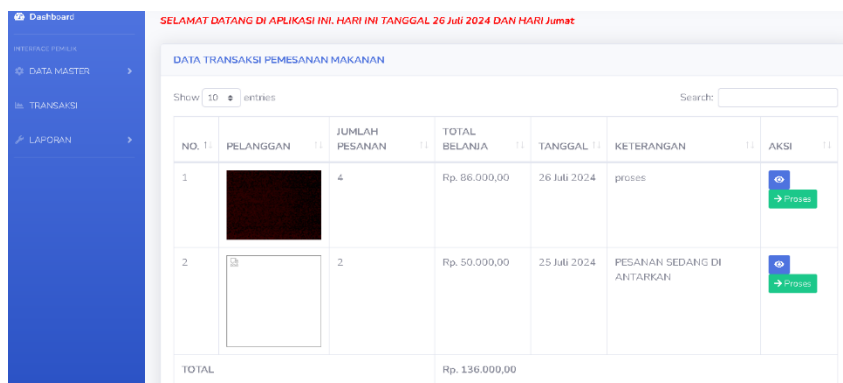 Dashboard
SELAMAT DATANG DI APLIKASI INI. HARI INI TANGGAL 26 Juli 2024 DAN HARI Jumat
INTERFACE PEMILIK
DATA MASTER
TRANSAKSI
LAPORAN
DATA TRANSAKSI PEMESANAN MAKANAN
Show 10 entries
Search:
NO. PELANGGAN JUMLAH PESANAN TOTAL BELANJA TANGGAL KETERANGAN AKSI
1 4 Rp. 86.000,00 26 Juli 2024 proses
Proses
2 2 Rp. 50.000,00 25 Juli 2024 PESANAN SEDANG DI
ANTARKAN
Proses
TOTAL Rp. 136.000,00